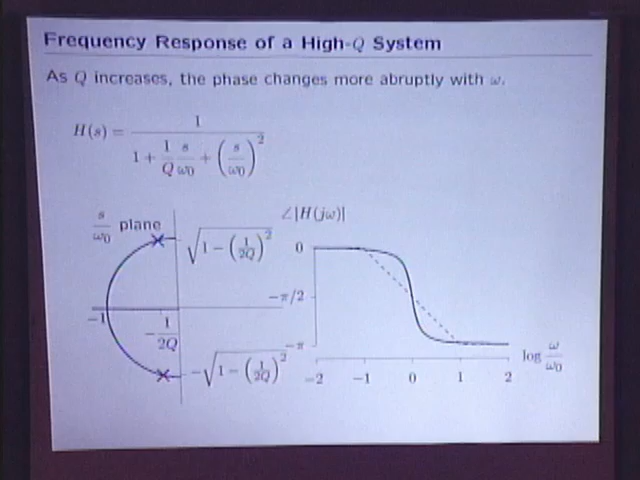 Frequency Response of a High-Q System
As Q increases, the phase changes more abruptly with ω.
H(s) = 1 / (1 + (1/Q)(s/ω0) + (s/ω0)^2)
s/ω0 plane
√(1 − (1/2Q)^2)
−1
−1/2Q
−√(1 − (1/2Q)^2)
∠|H(jω)|
0
−π/2
−π
−2 −1 0 1 2
log ω/ω0